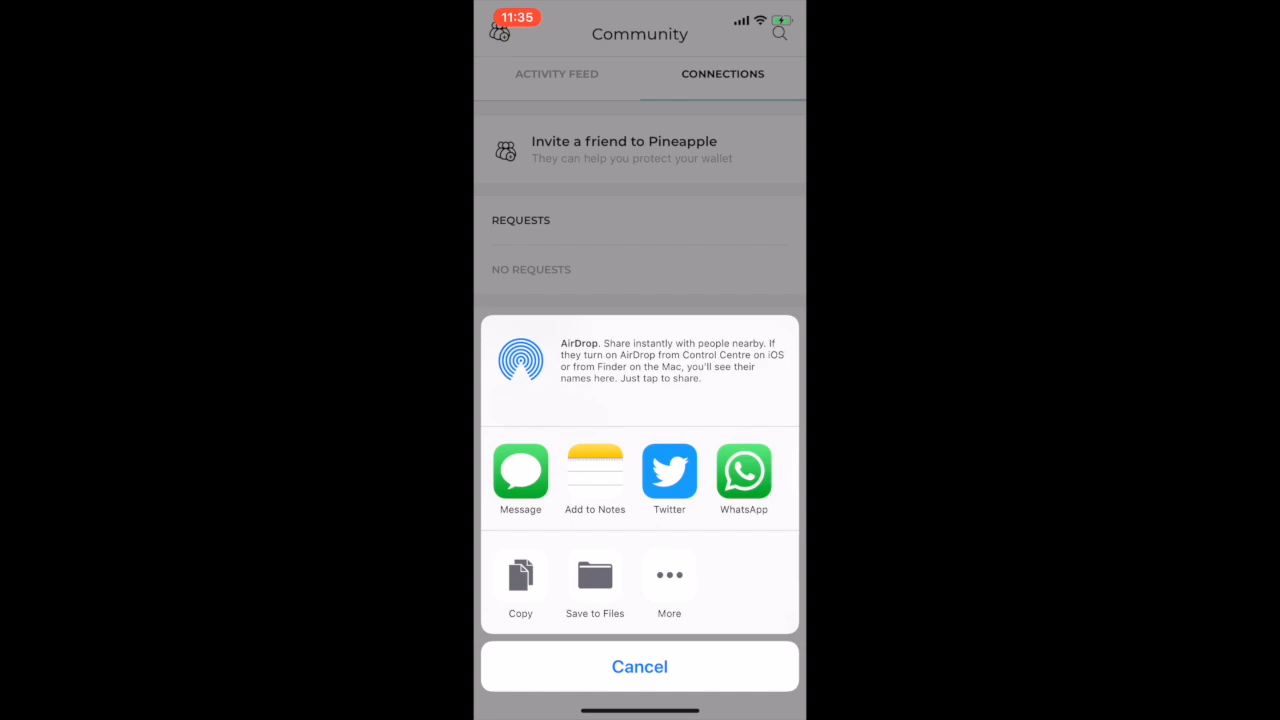 11:35
Community
ACTIVITY FEED
CONNECTIONS
Invite a friend to Pineapple
They can help you protect your wallet
REQUESTS
NO REQUESTS
AirDrop. Share instantly with people nearby. If
they turn on AirDrop from Control Centre on iOS
or from Finder on the Mac, you'll see their
names here. Just tap to share.
Message
Add to Notes
Twitter
WhatsApp
Copy
Save to Files
More
Cancel